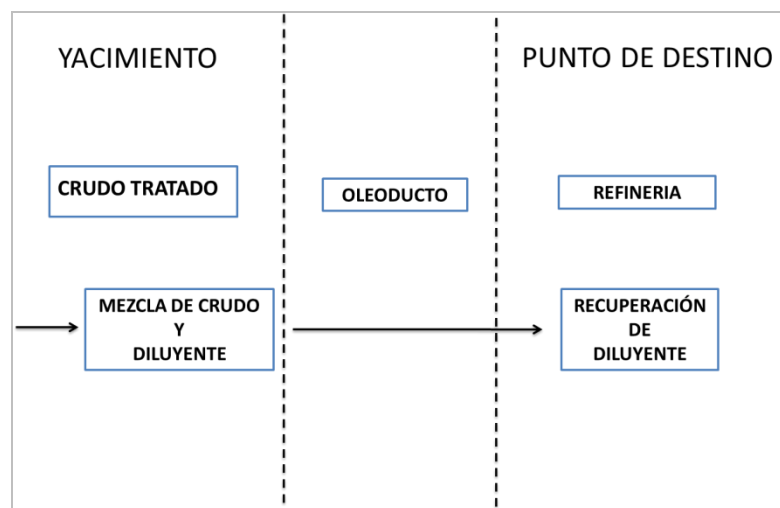 YACIMIENTO
PUNTO DE DESTINO
CRUDO TRATADO
OLEODUCTO
REFINERIA
MEZCLA DE CRUDO
Y
DILUYENTE
RECUPERACIÓN
DE
DILUYENTE